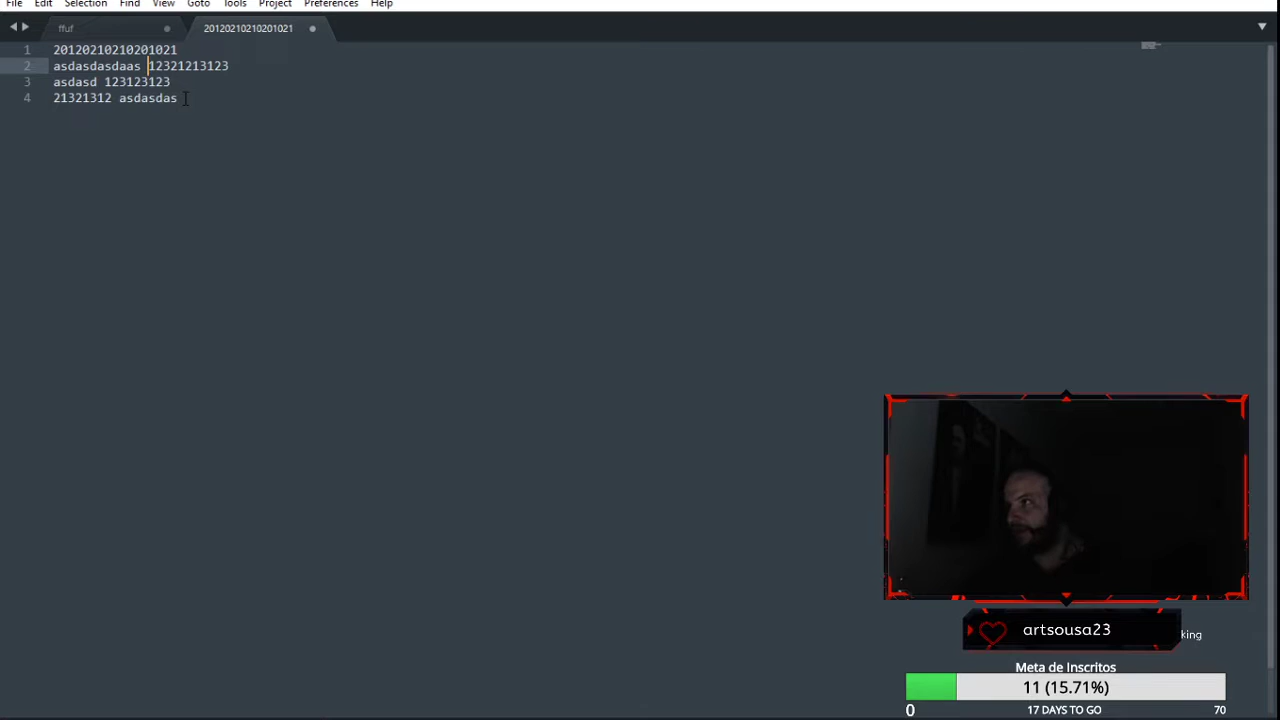 File Edit Selection Find View Goto Tools Project Preferences Help
ffuf 20120210210201021
1 20120210210201021
2 asdasdasdaas 12321213123
3 asdasd 123123123
4 21321312 asdasdas
artsousa23 king
Meta de Inscritos
11 (15.71%)
0 17 DAYS TO GO 70